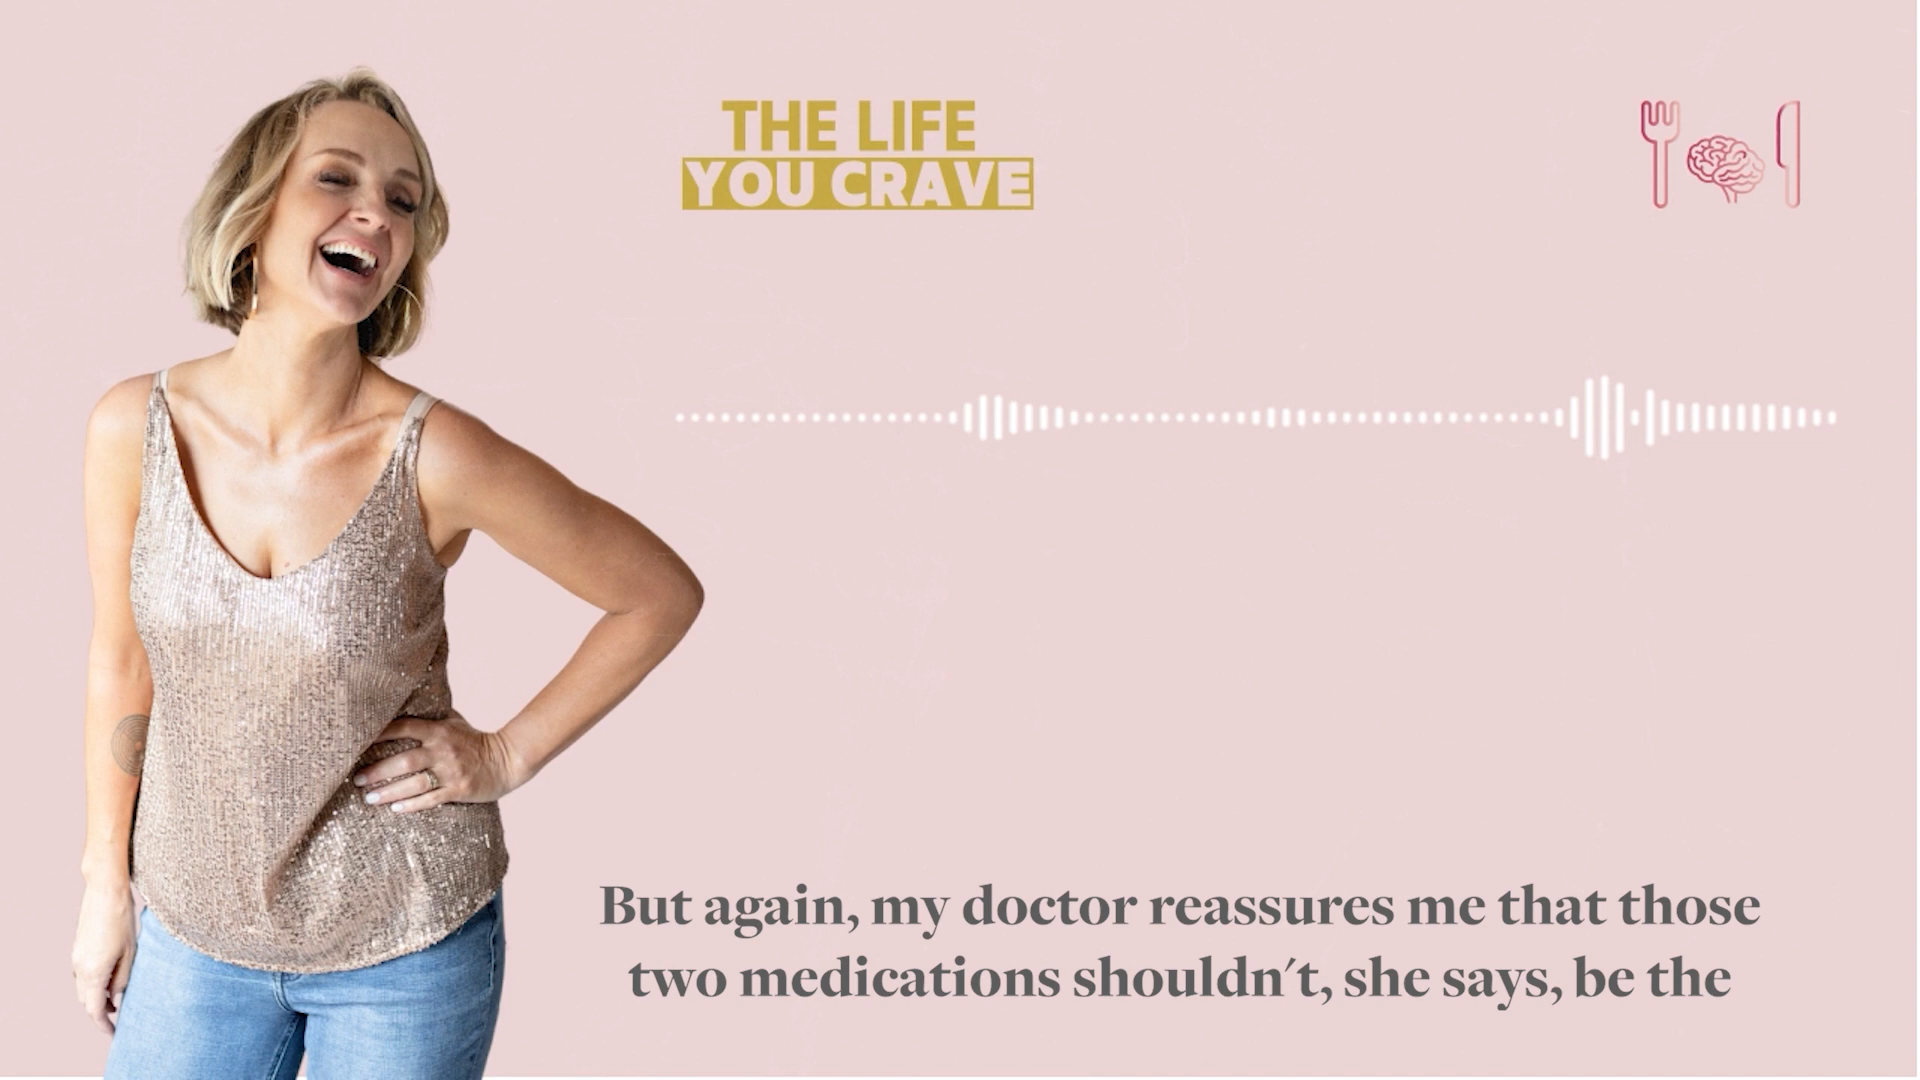 THE LIFE
YOU CRAVE
But again, my doctor reassures me that those
two medications shouldn't, she says, be the